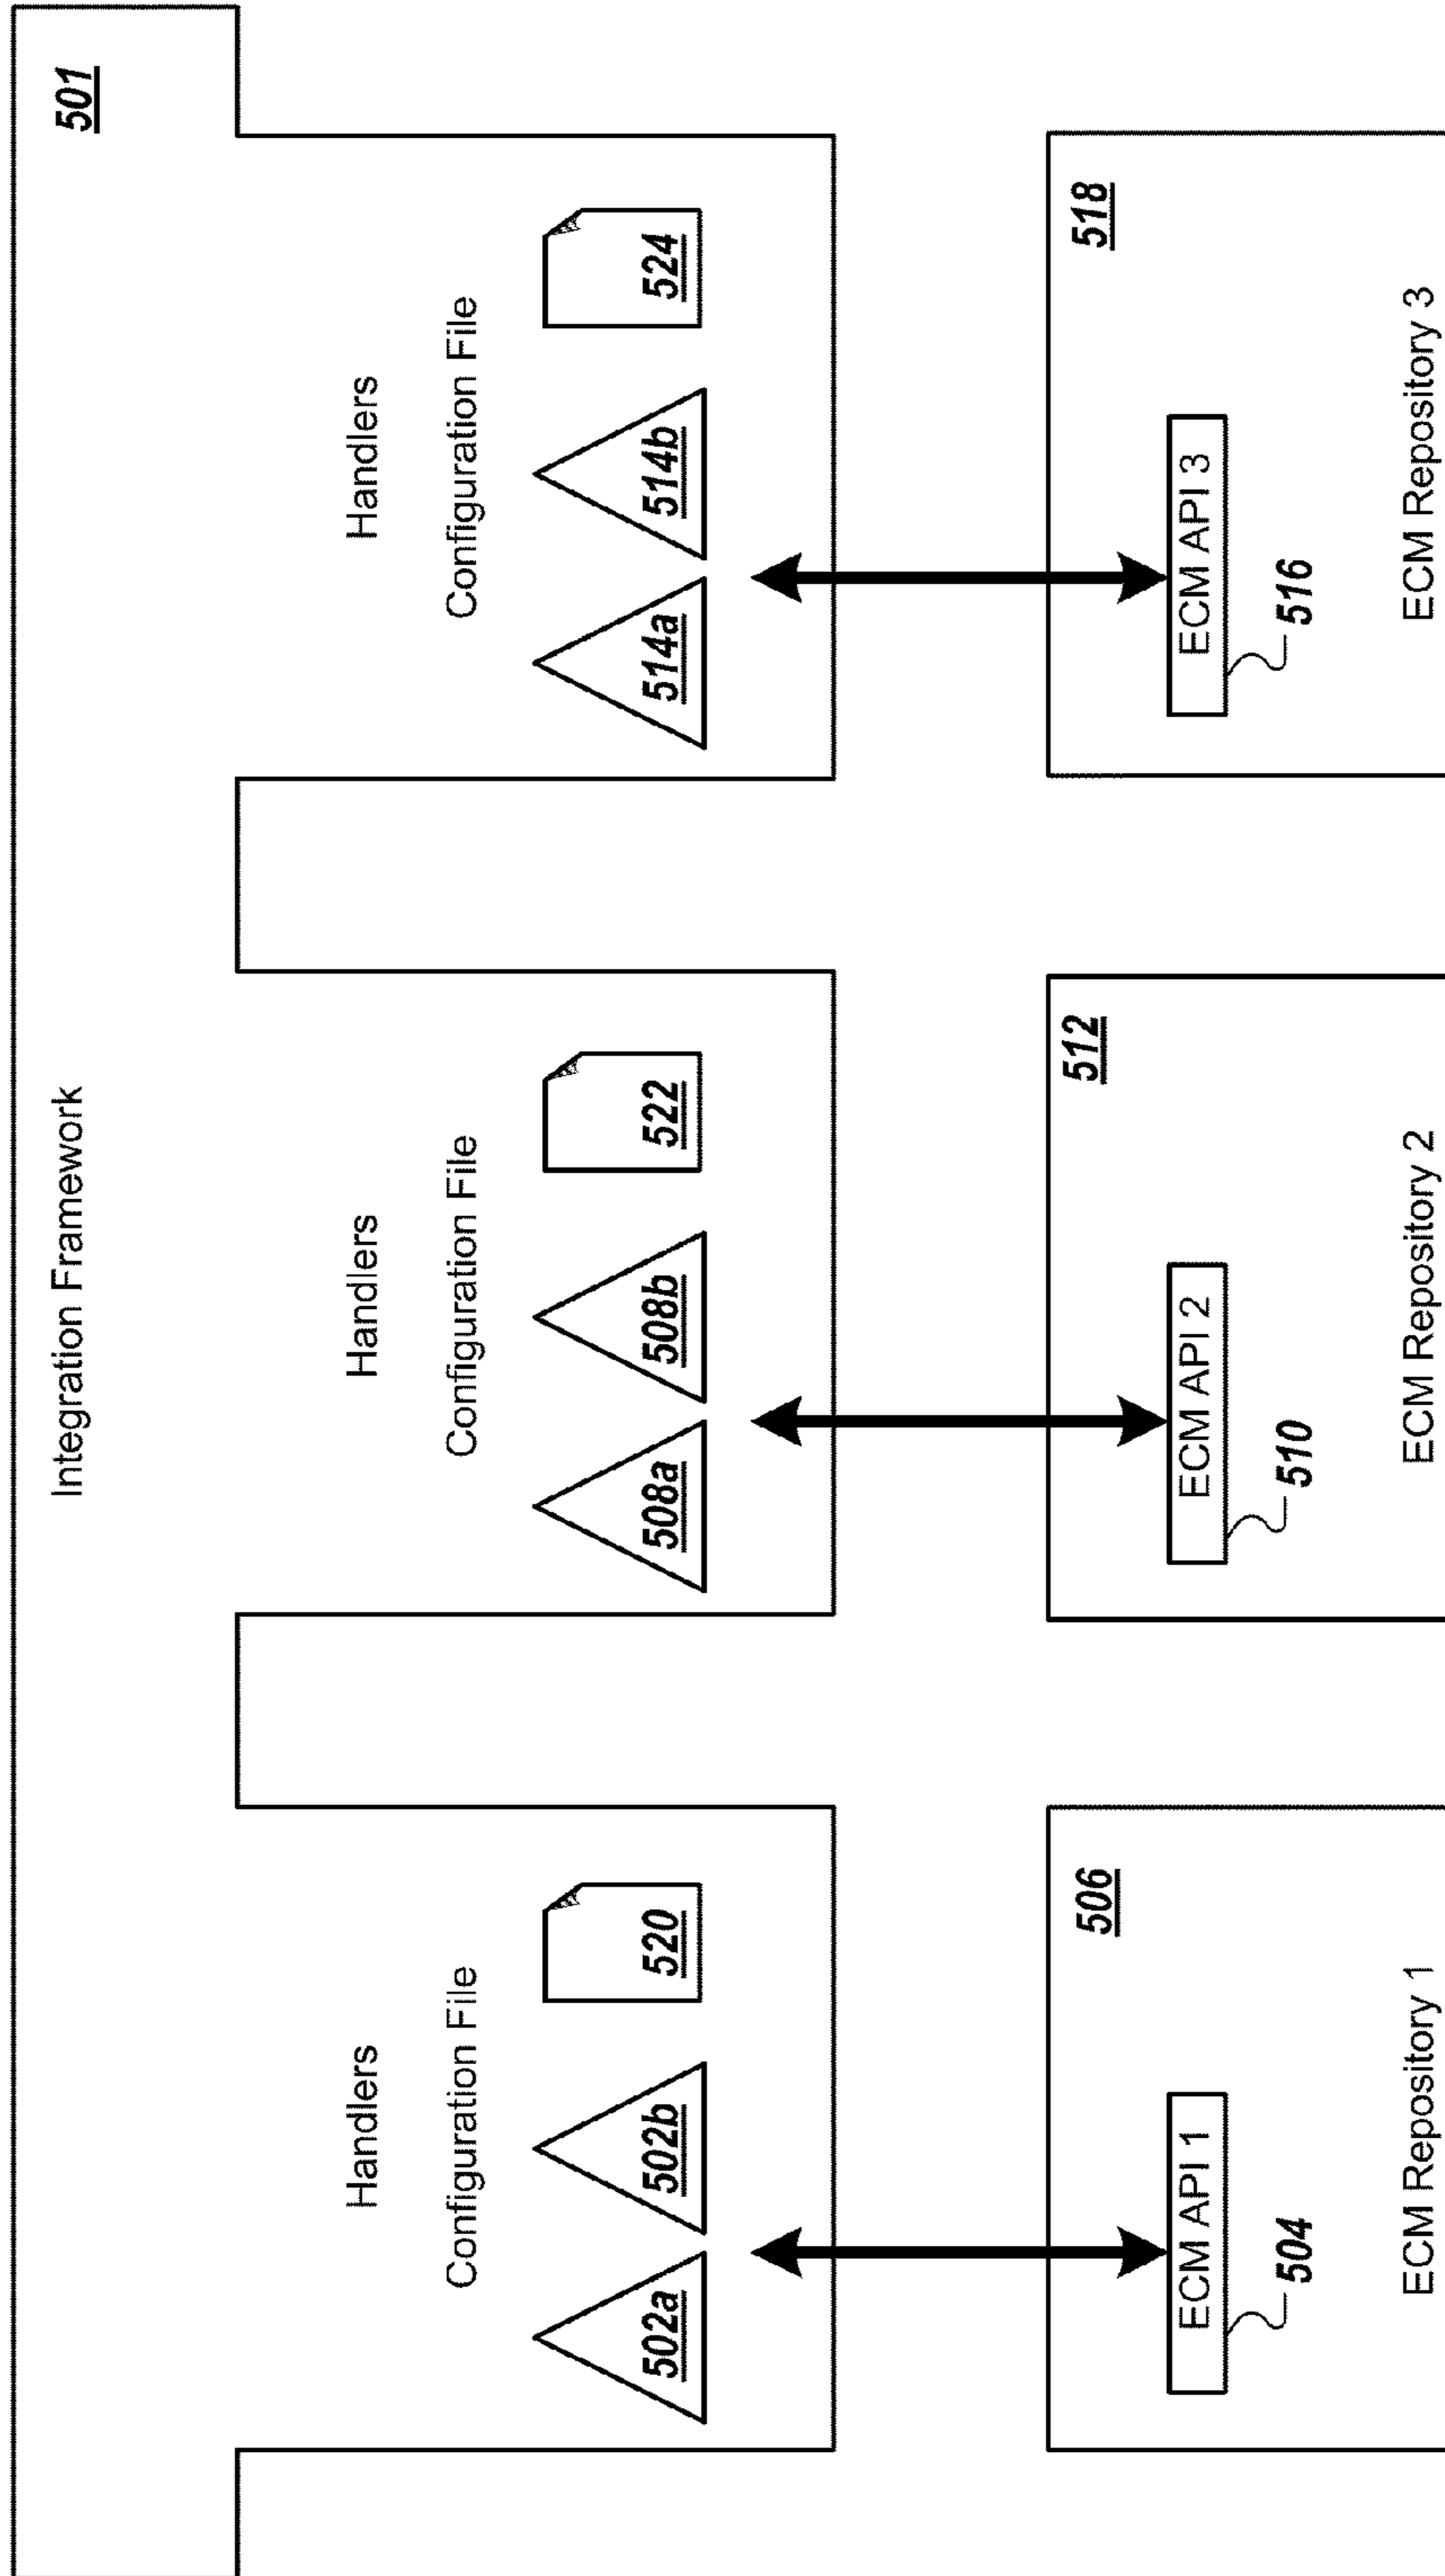 Integration Framework
501
Handlers
Configuration File
502a
502b
520
Handlers
Configuration File
508a
508b
522
Handlers
Configuration File
514a
514b
524
506
ECM API 1
504
ECM Repository 1
512
ECM API 2
510
ECM Repository 2
518
ECM API 3
516
ECM Repository 3